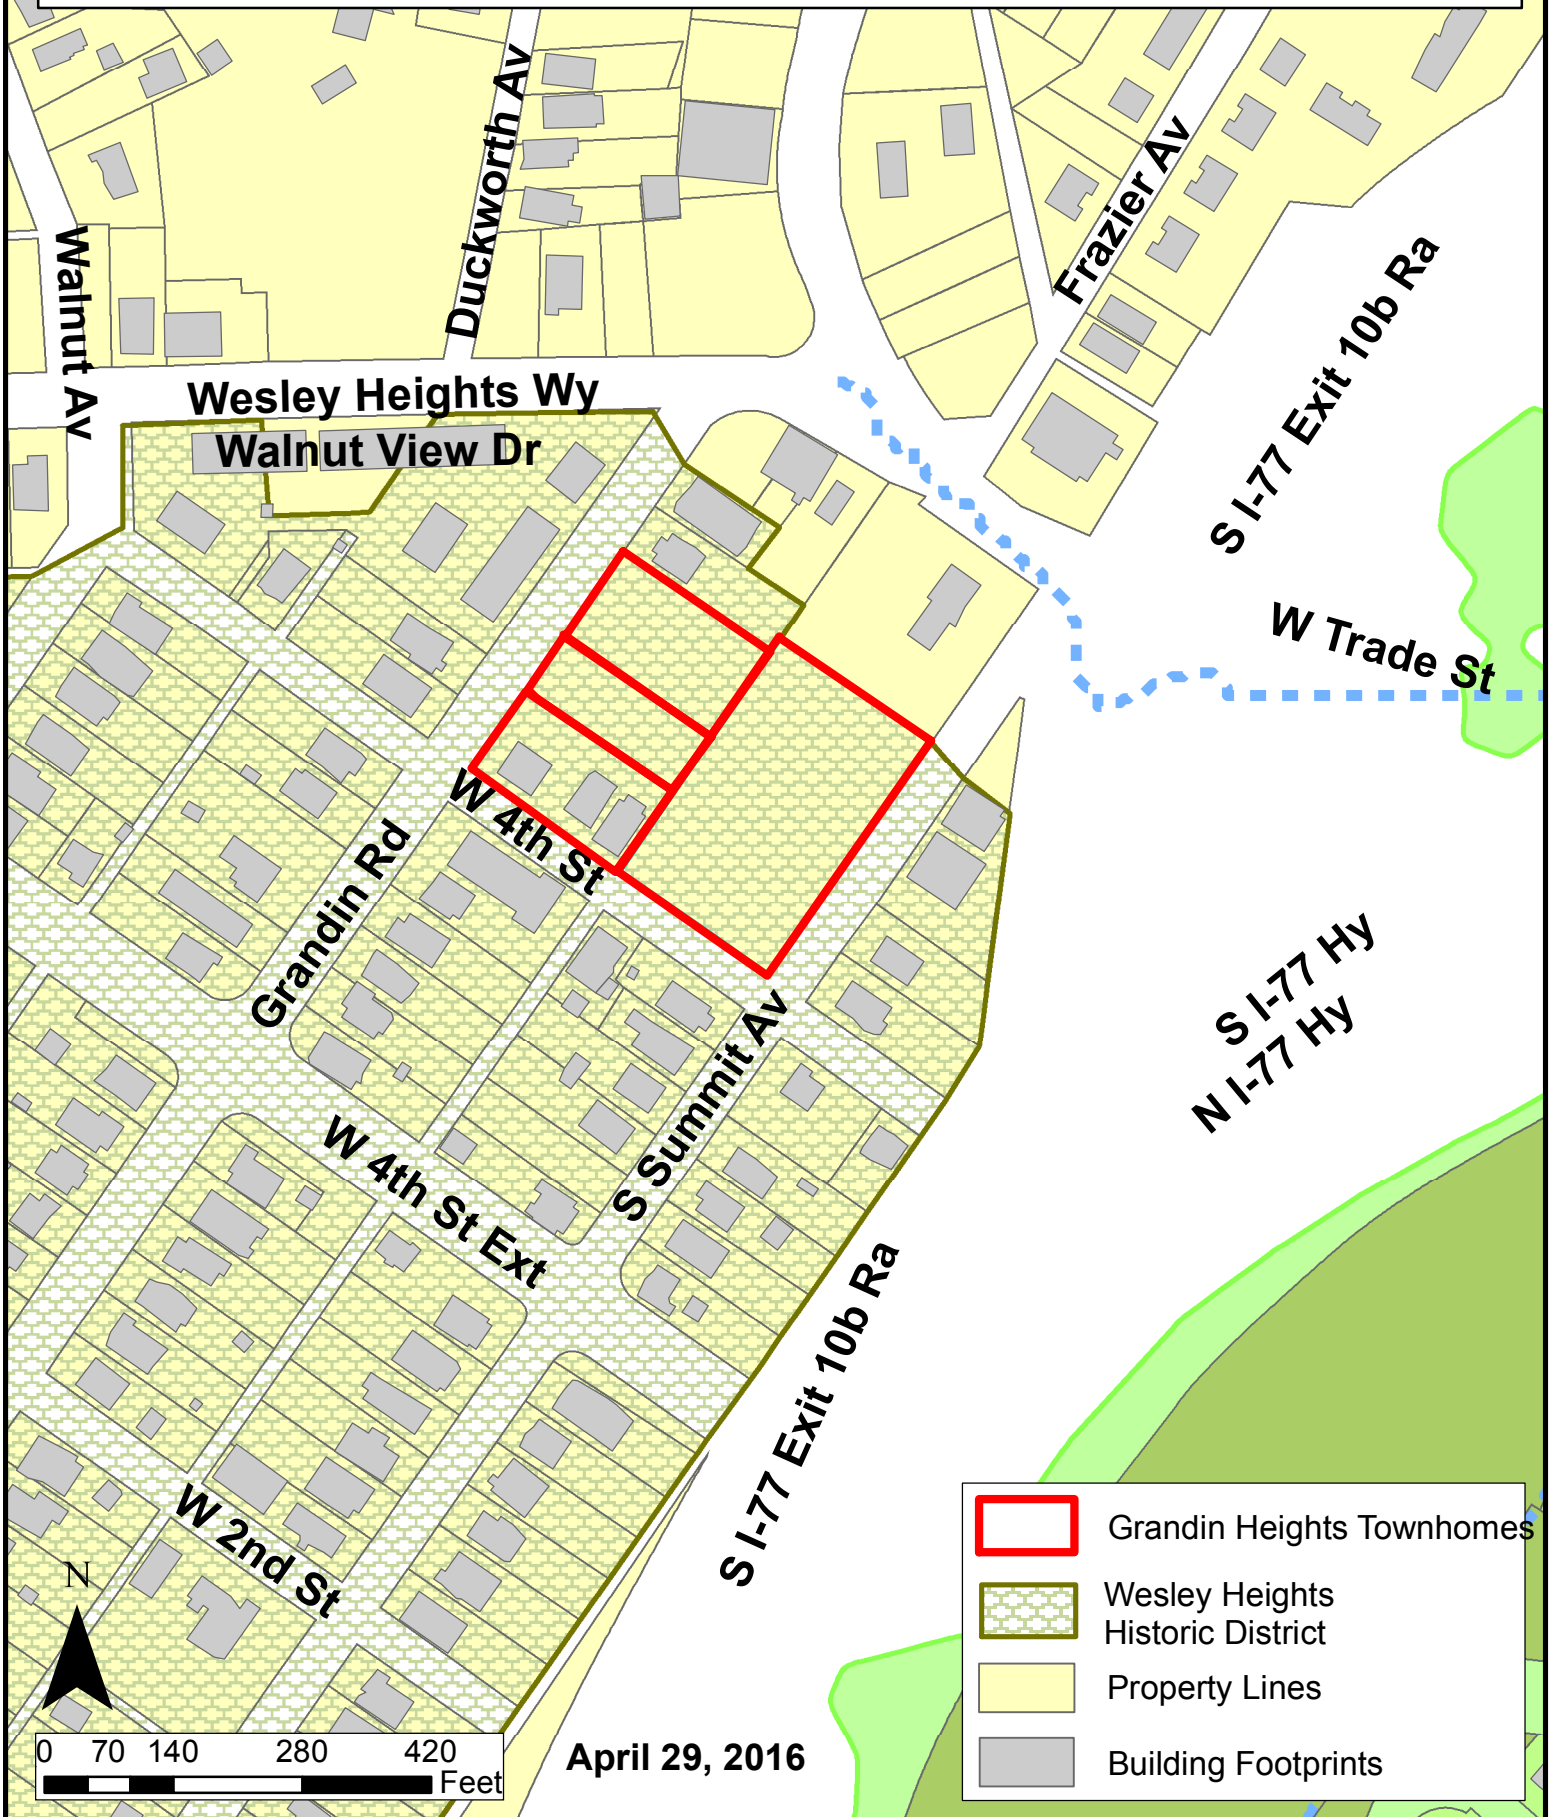 Duckworth Av
Frazier Av
Walnut Av
S I-77 Exit 10b Ra
Wesley Heights Wy
Walnut View Dr
W Trade St
W 4th St
Grandin Rd
S I-77 Hy
N I-77 Hy
S Summit Av
W 4th St Ext
S I-77 Exit 10b Ra
W 2nd St
N
0 70 140 280 420
Feet
April 29, 2016
Grandin Heights Townhomes
Wesley Heights
Historic District
Property Lines
Building Footprints